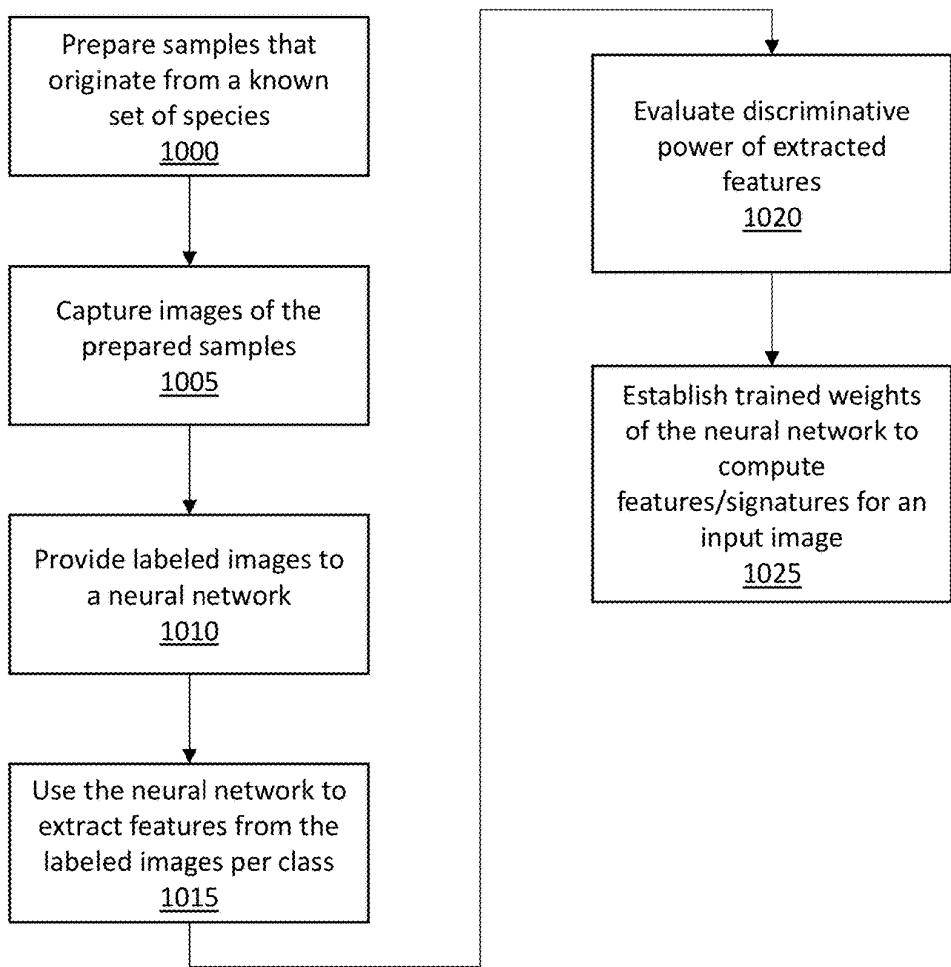 Prepare samples that
originate from a known
set of species
1000
Capture images of the
prepared samples
1005
Provide labeled images to
a neural network
1010
Use the neural network to
extract features from the
labeled images per class
1015
Evaluate discriminative
power of extracted
features
1020
Establish trained weights
of the neural network to
compute
features/signatures for an
input image
1025